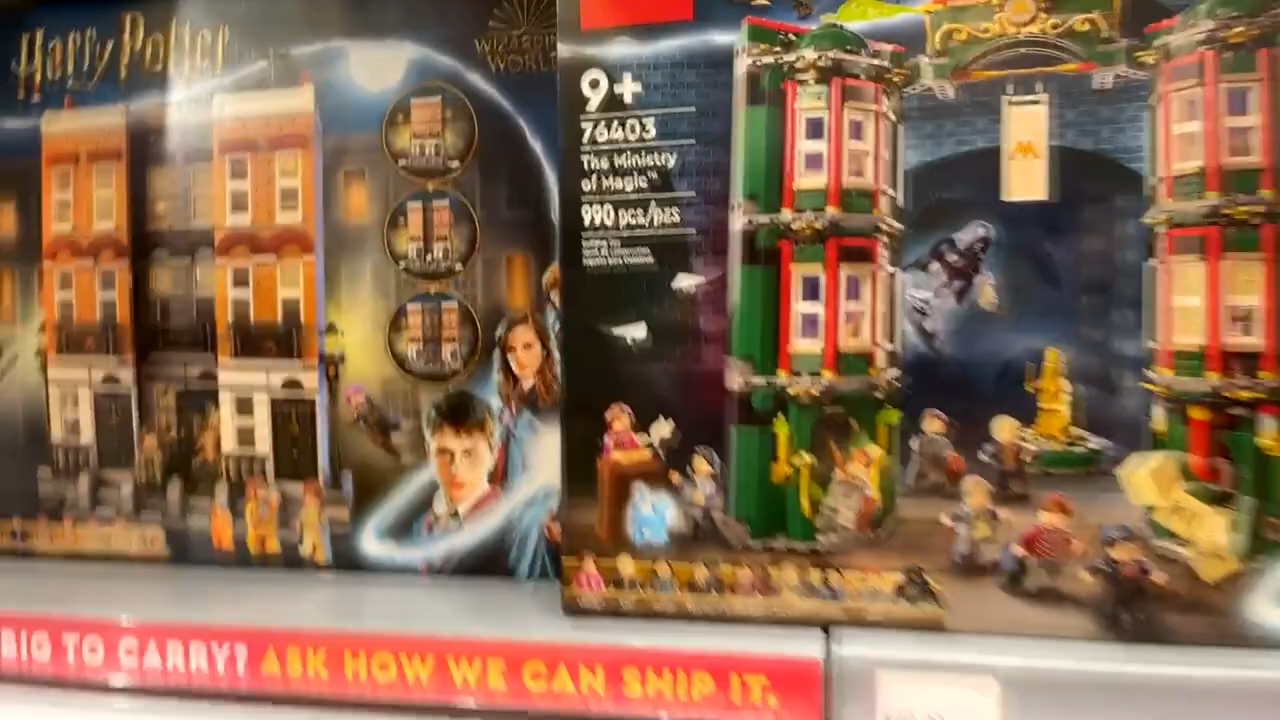 Harry Potter
WIZARDING
WORLD
9+
76403
The Ministry
of Magic™
990 pcs/pzs
M
BIG TO CARRY? ASK HOW WE CAN SHIP IT.